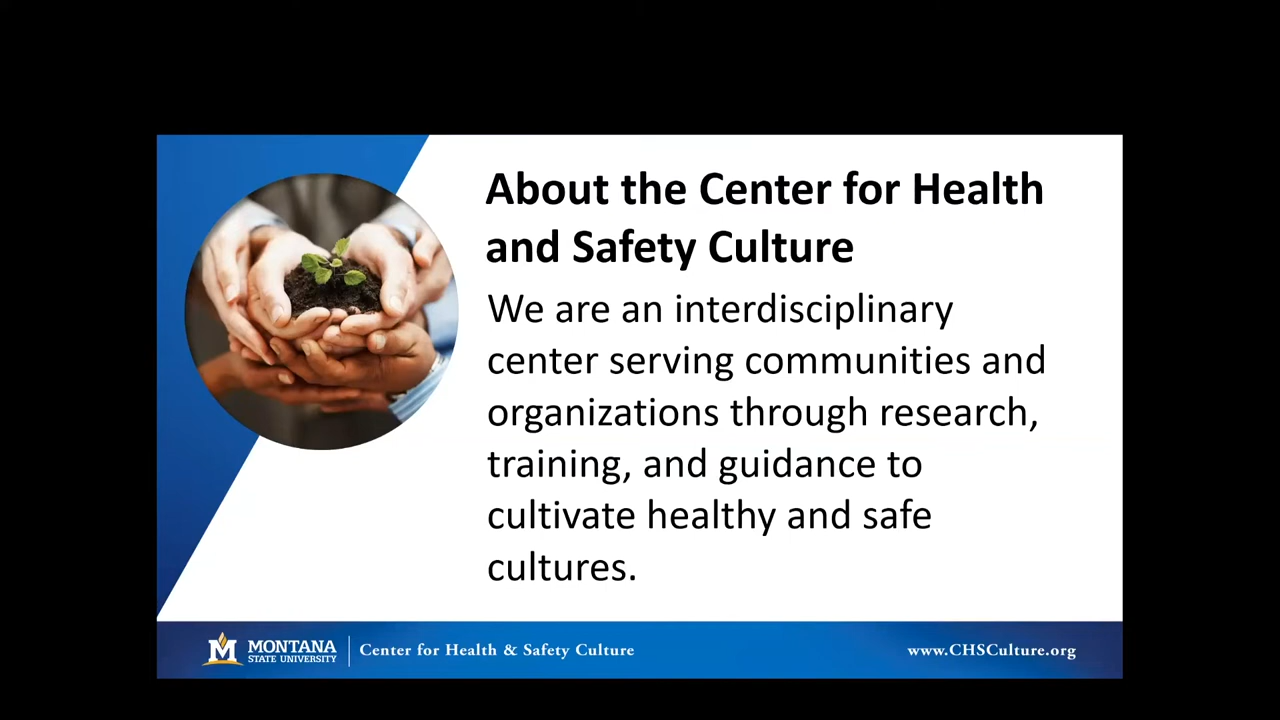 About the Center for Health
and Safety Culture
We are an interdisciplinary
center serving communities and
organizations through research,
training, and guidance to
cultivate healthy and safe
cultures.
M MONTANA
STATE UNIVERSITY
Center for Health & Safety Culture
www.CHSCulture.org